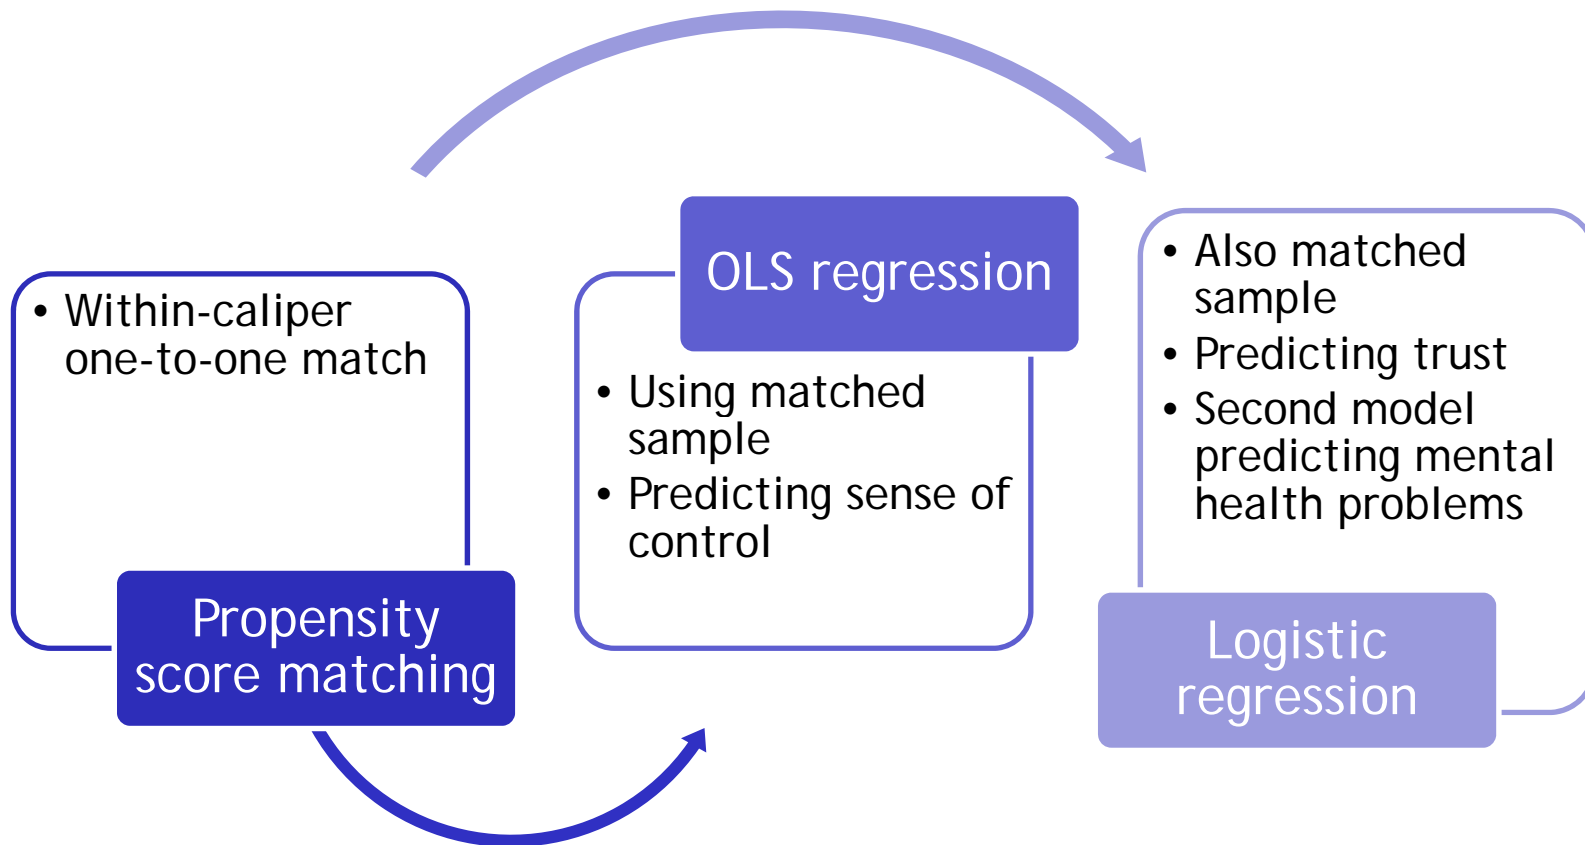 • Within-caliper
one-to-one match
Propensity
score matching
OLS regression
• Using matched
sample
• Predicting sense of
control
• Also matched
sample
• Predicting trust
• Second model
predicting mental
health problems
Logistic
regression